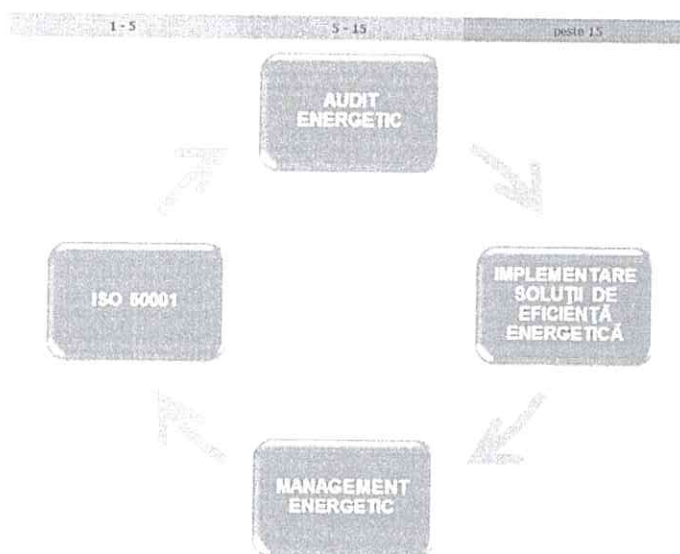 1 - 5
5 - 15
peste 15
AUDIT
ENERGETIC
ISO 50001
IMPLEMENTARE
SOLUȚII DE
EFICIENȚĂ
ENERGETICĂ
MANAGEMENT
ENERGETIC